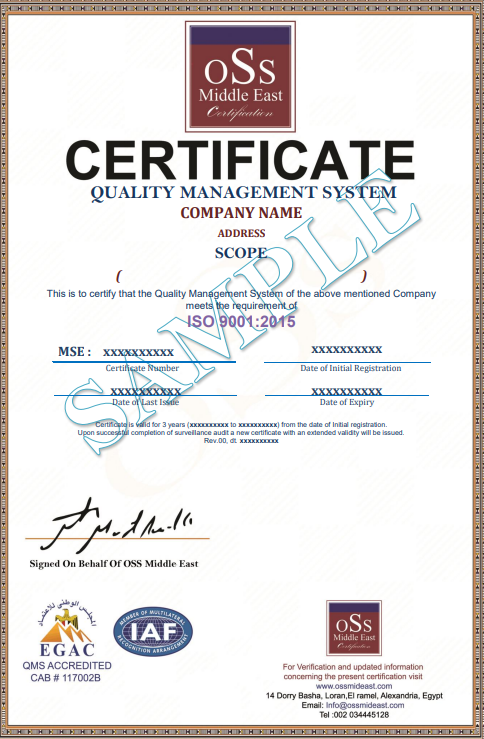 oSs
Middle East
Certification
CERTIFICATE
QUALITY MANAGEMENT SYSTEM
COMPANY NAME
ADDRESS
SCOPE
( )
This is to certify that the Quality Management System of the above mentioned Company
meets the requirement of
ISO 9001:2015
SAMPLE
MSE : xxxxxxxxxx xxxxxxxxxx
Certificate Number Date of Initial Registration
xxxxxxxxxx xxxxxxxxxx
Date of Last Issue Date of Expiry
Certificate is valid for 3 years (xxxxxxxxxx to xxxxxxxxxx) from the date of Initial registration.
Upon successful completion of surveillance audit a new certificate with an extended validity will be issued.
Rev.00, dt. xxxxxxxxxx
Signed On Behalf Of OSS Middle East
المجلس الوطني للاعتماد
EGAC
QMS ACCREDITED
CAB # 117002B
MEMBER OF MULTILATERAL
IAF
RECOGNITION ARRANGEMENT
oSs
Middle East
Certification
For Verification and updated information
concerning the present certification visit
www.ossmideast.com
14 Dorry Basha, Loran,El ramel, Alexandria, Egypt
Email: Info@ossmideast.com
Tel :002 034445128